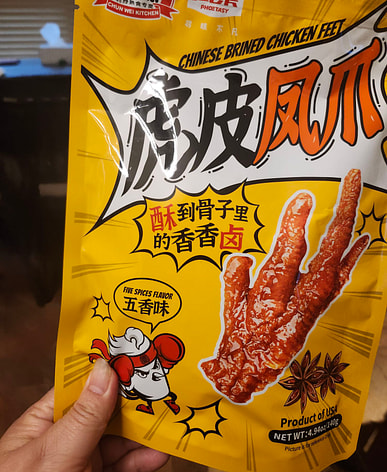 CHUN WEI KITCHEN
PHOETASY
CHINESE BRINED CHICKEN FEET
虎皮凤爪
酥到骨子里
的香香卤
FIVE SPICES FLAVOR
五香味
Product of USA
NET WT: 4.94oz(140g)